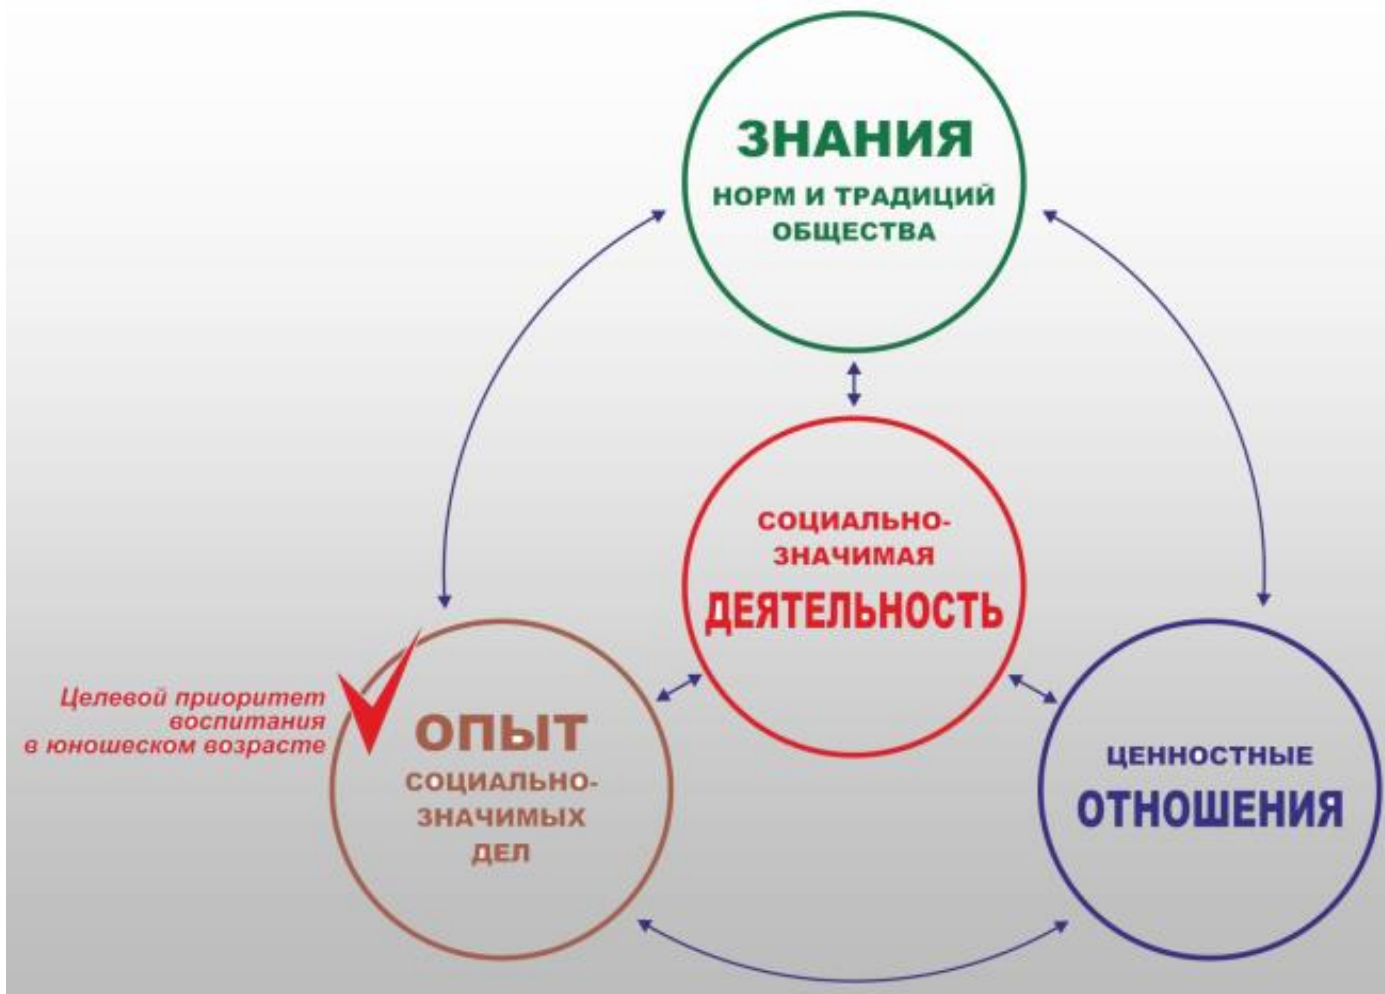 ЗНАНИЯ
НОРМ И ТРАДИЦИЙ
ОБЩЕСТВА
СОЦИАЛЬНО-
ЗНАЧИМАЯ
ДЕЯТЕЛЬНОСТЬ
Целевой приоритет
воспитания
в юношеском возрасте
ОПЫТ
СОЦИАЛЬНО-
ЗНАЧИМЫХ
ДЕЛ
ЦЕННОСТНЫЕ
ОТНОШЕНИЯ